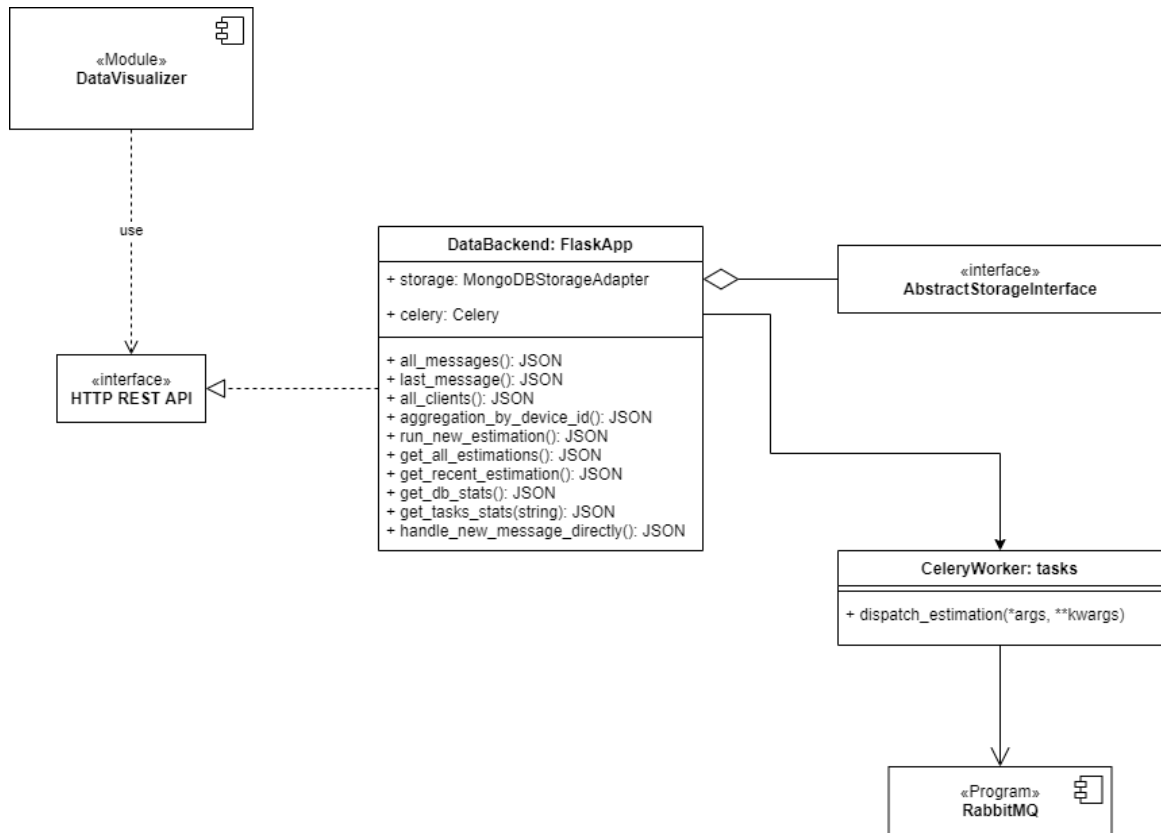 «Module»
DataVisualizer
use
«interface»
HTTP REST API
DataBackend: FlaskApp
+ storage: MongoDBStorageAdapter
+ celery: Celery
+ all_messages(): JSON
+ last_message(): JSON
+ all_clients(): JSON
+ aggregation_by_device_id(): JSON
+ run_new_estimation(): JSON
+ get_all_estimations(): JSON
+ get_recent_estimation(): JSON
+ get_db_stats(): JSON
+ get_tasks_stats(string): JSON
+ handle_new_message_directly(): JSON
«interface»
AbstractStorageInterface
CeleryWorker: tasks
+ dispatch_estimation(*args, **kwargs)
«Program»
RabbitMQ